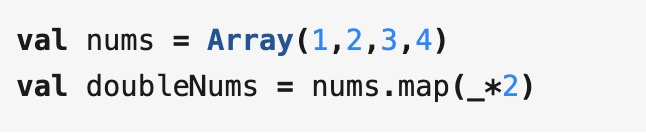 val nums = Array(1,2,3,4)
val doubleNums = nums.map(_*2)